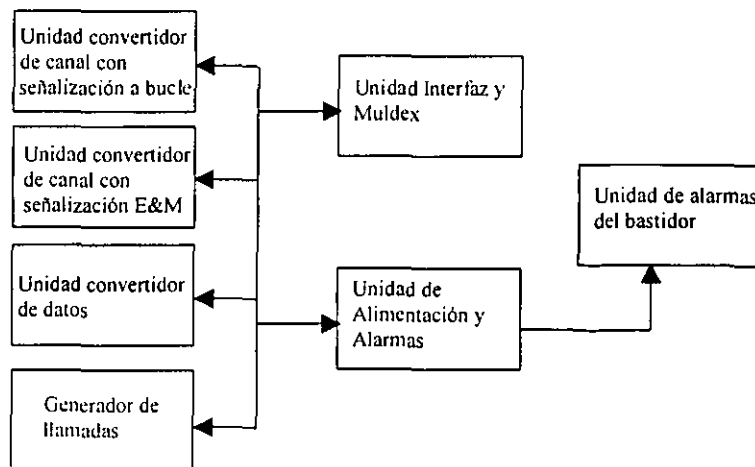 Unidad convertidor
de canal con
señalización a bucle
Unidad convertidor
de canal con
señalización E&M
Unidad convertidor
de datos
Generador de
llamadas
Unidad Interfaz y
Muldex
Unidad de
Alimentación y
Alarmas
Unidad de alarmas
del bastidor